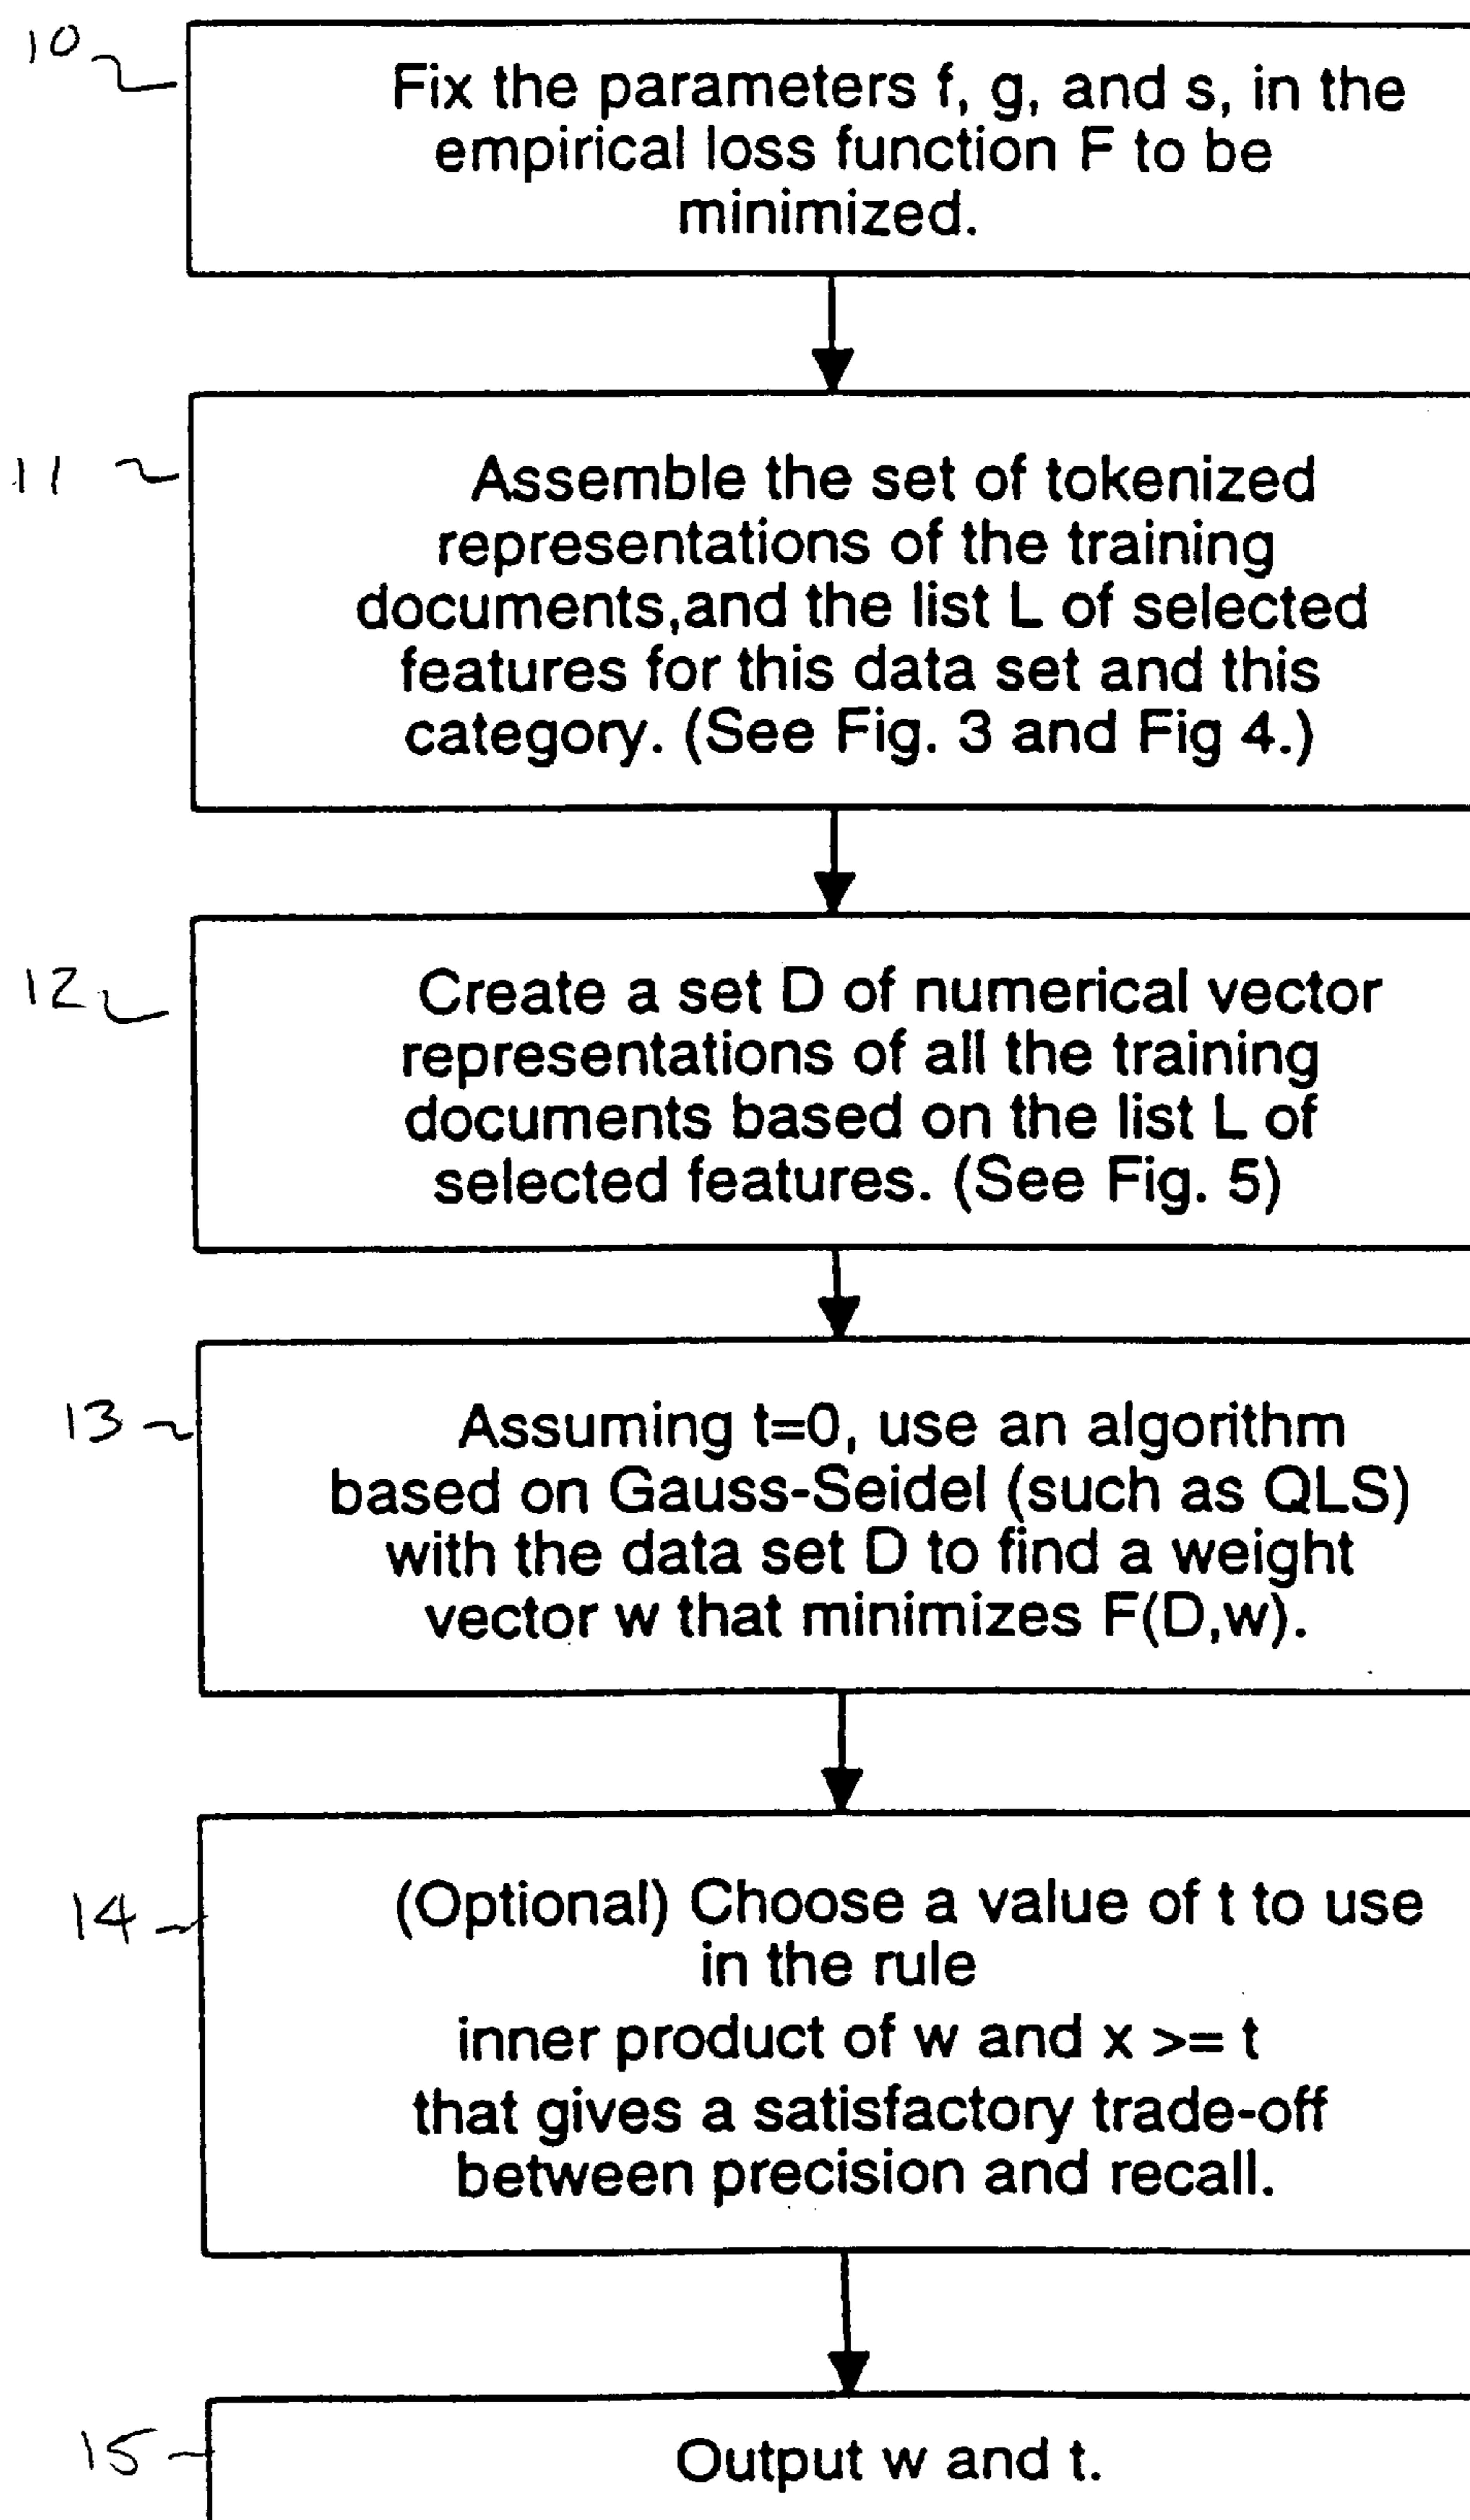 10
Fix the parameters f, g, and s, in the
empirical loss function F to be
minimized.
11
Assemble the set of tokenized
representations of the training
documents,and the list L of selected
features for this data set and this
category. (See Fig. 3 and Fig 4.)
12
Create a set D of numerical vector
representations of all the training
documents based on the list L of
selected features. (See Fig. 5)
13
Assuming t=0, use an algorithm
based on Gauss-Seidel (such as QLS)
with the data set D to find a weight
vector w that minimizes F(D,w).
14
(Optional) Choose a value of t to use
in the rule
inner product of w and x >= t
that gives a satisfactory trade-off
between precision and recall.
15
Output w and t.